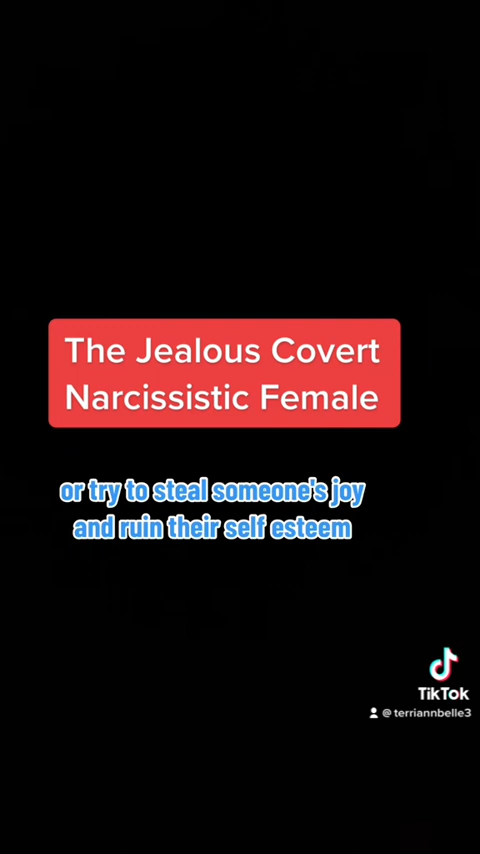 The Jealous Covert
Narcissistic Female
or try to steal someone's joy
and ruin their self esteem
TikTok
@terriannbelle3